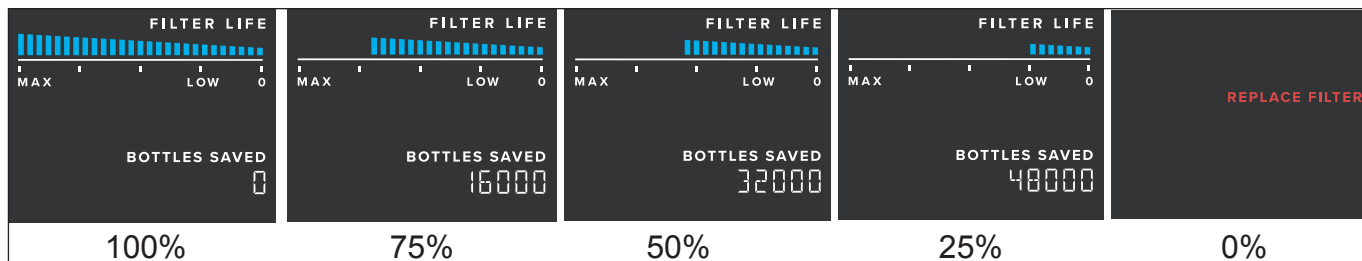 FILTER LIFE
MAX LOW 0
BOTTLES SAVED
0
100%
FILTER LIFE
MAX LOW 0
BOTTLES SAVED
16000
75%
FILTER LIFE
MAX LOW 0
BOTTLES SAVED
32000
50%
FILTER LIFE
MAX LOW 0
BOTTLES SAVED
48000
25%
REPLACE FILTER
0%